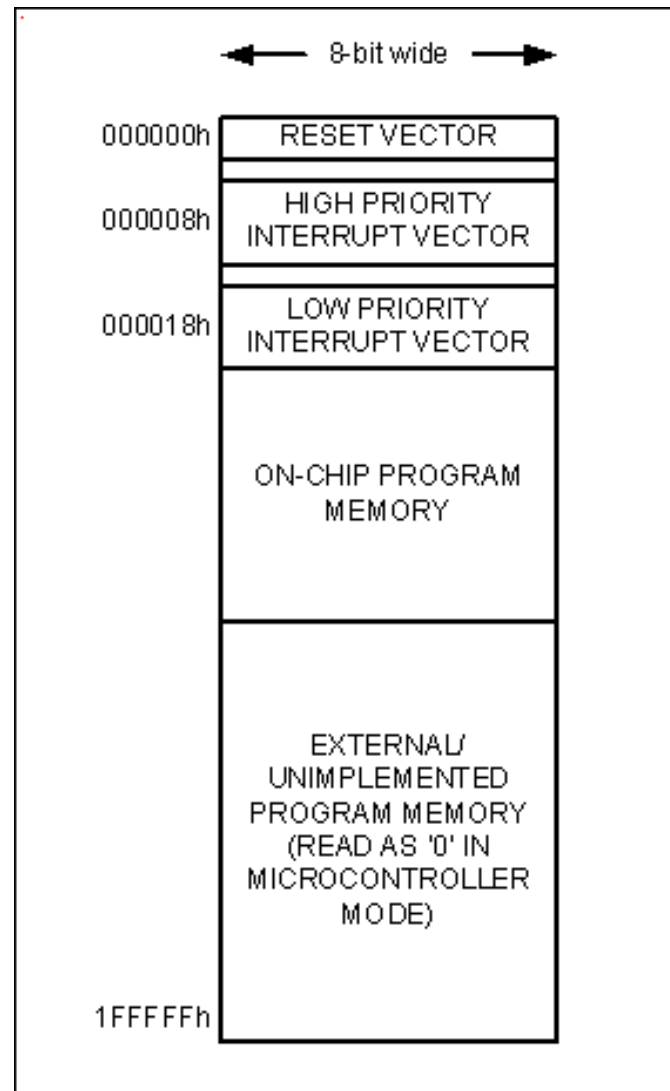 8-bit wide
000000h
RESET VECTOR
000008h
HIGH PRIORITY
INTERRUPT VECTOR
000018h
LOW PRIORITY
INTERRUPT VECTOR
ON-CHIP PROGRAM
MEMORY
EXTERNAL/
UNIMPLEMENTED
PROGRAM MEMORY
(READ AS '0' IN
MICROCONTROLLER
MODE)
1FFFFFh